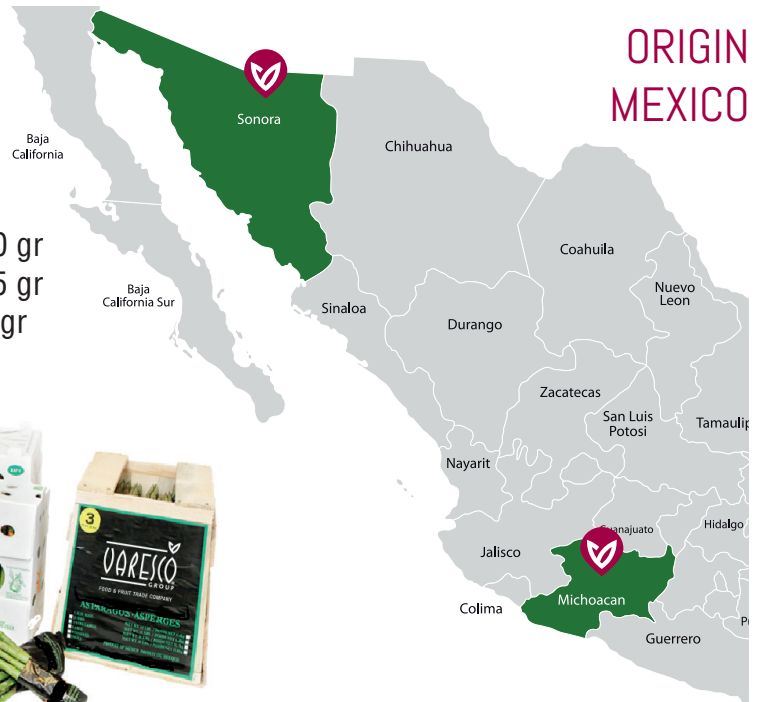 ORIGIN
MEXICO
Sonora
Baja
California
Chihuahua
0 gr
5 gr
gr
Coahuila
Baja
California Sur
Nuevo
Leon
Sinaloa
Durango
Zacatecas
San Luis
Potosi
Tamaulip
Nayarit
Guanajuato
Hidalgo
Jalisco
Michoacan
Colima
Guerrero
3
VARESCO
GROUP
FOOD & FRUIT TRADE COMPANY
ASPARAGUS-ASPERGES